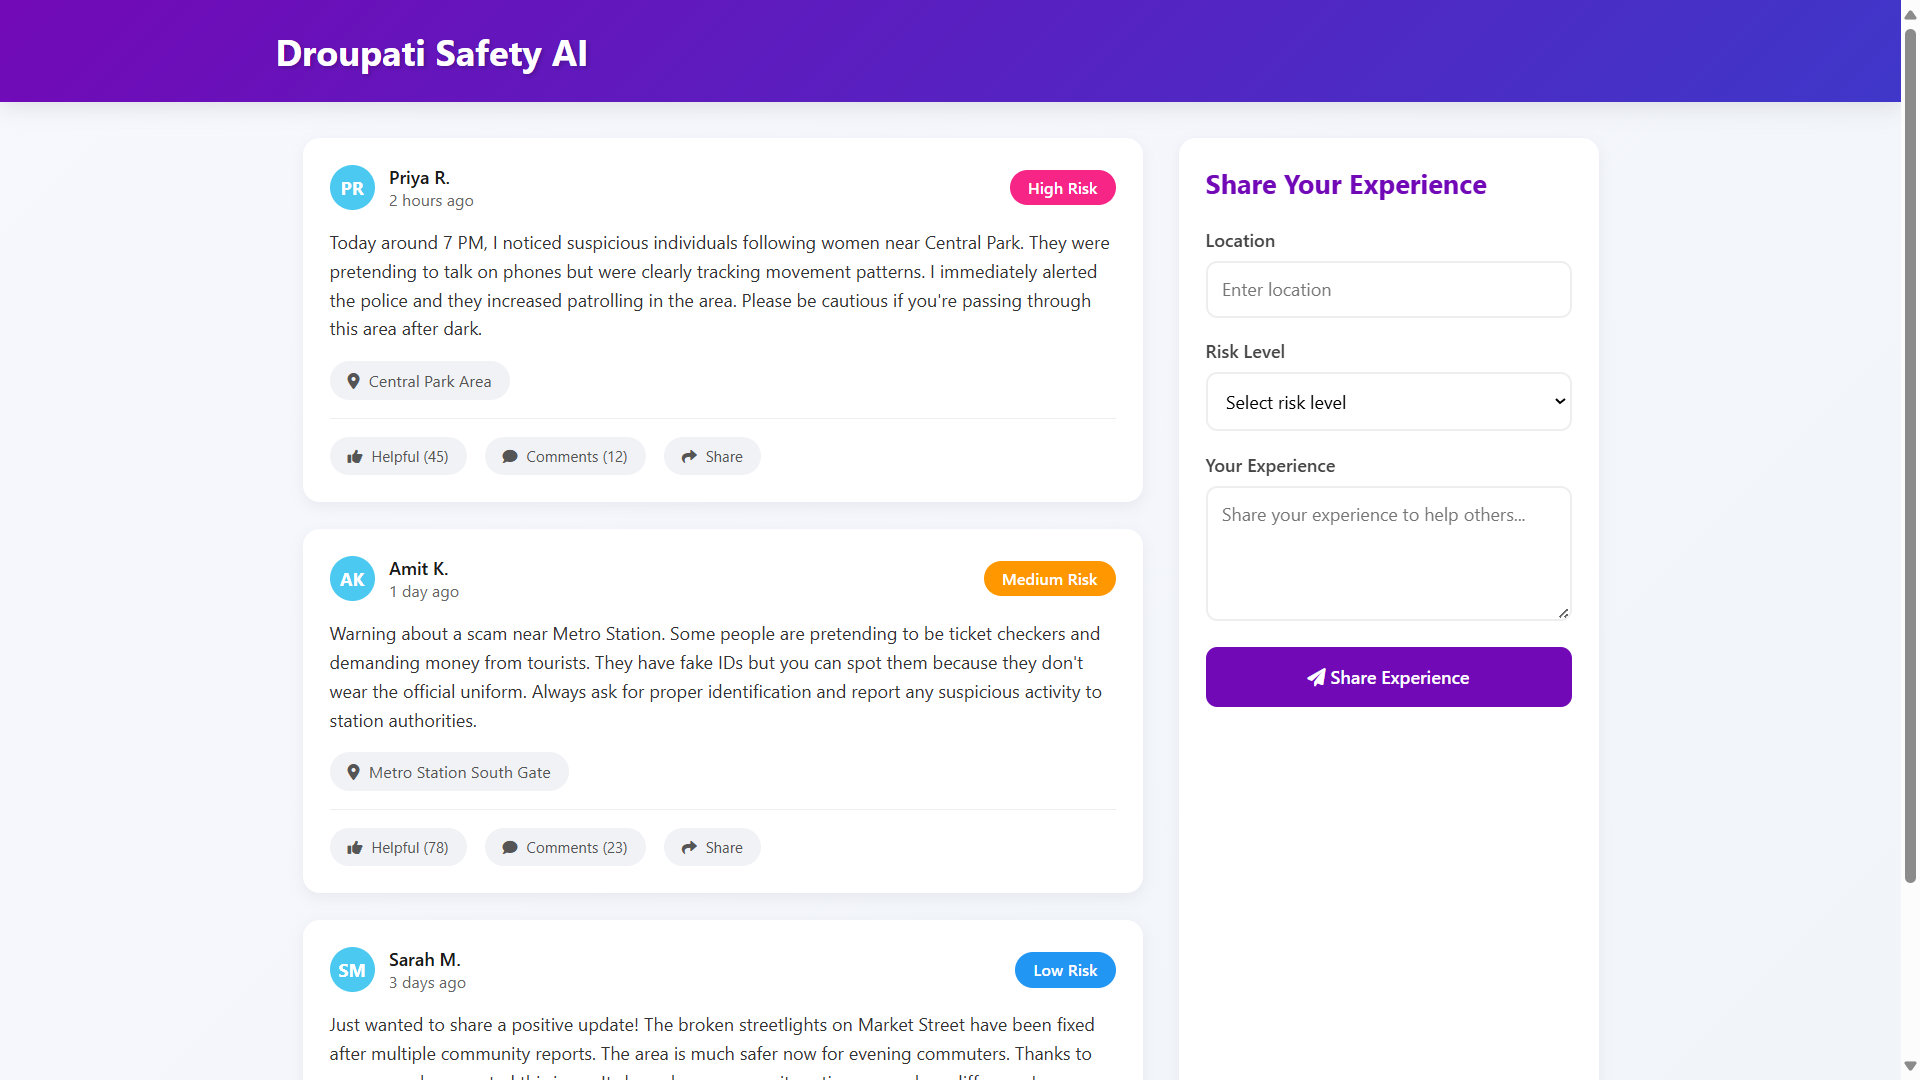 Droupati Safety AI
PR
Priya R.
2 hours ago
High Risk
Today around 7 PM, I noticed suspicious individuals following women near Central Park. They were
pretending to talk on phones but were clearly tracking movement patterns. I immediately alerted
the police and they increased patrolling in the area. Please be cautious if you're passing through
this area after dark.
Central Park Area
Helpful (45)
Comments (12)
Share
AK
Amit K.
1 day ago
Medium Risk
Warning about a scam near Metro Station. Some people are pretending to be ticket checkers and
demanding money from tourists. They have fake IDs but you can spot them because they don't
wear the official uniform. Always ask for proper identification and report any suspicious activity to
station authorities.
Metro Station South Gate
Helpful (78)
Comments (23)
Share
SM
Sarah M.
3 days ago
Low Risk
Just wanted to share a positive update! The broken streetlights on Market Street have been fixed
after multiple community reports. The area is much safer now for evening commuters. Thanks to
Share Your Experience
Location
Enter location
Risk Level
Select risk level
Your Experience
Share your experience to help others...
Share Experience